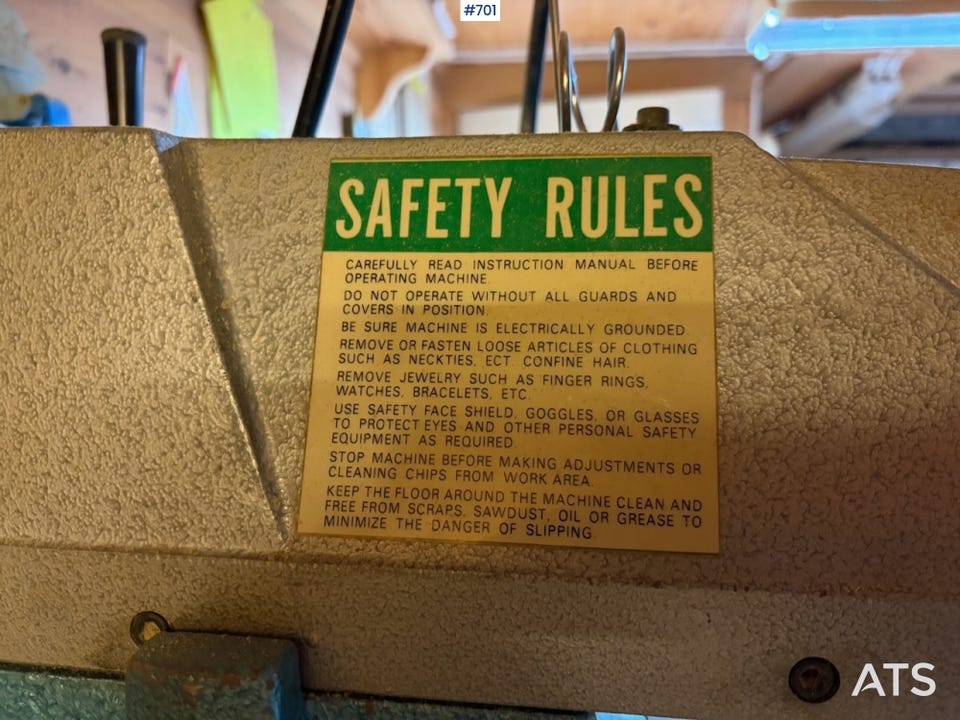 #701
SAFETY RULES
CAREFULLY READ INSTRUCTION MANUAL BEFORE
OPERATING MACHINE.
DO NOT OPERATE WITHOUT ALL GUARDS AND
COVERS IN POSITION.
BE SURE MACHINE IS ELECTRICALLY GROUNDED.
REMOVE OR FASTEN LOOSE ARTICLES OF CLOTHING
SUCH AS NECKTIES, ECT. CONFINE HAIR.
REMOVE JEWELRY SUCH AS FINGER RINGS,
WATCHES, BRACELETS, ETC.
USE SAFETY FACE SHIELD, GOGGLES, OR GLASSES
TO PROTECT EYES AND OTHER PERSONAL SAFETY
EQUIPMENT AS REQUIRED.
STOP MACHINE BEFORE MAKING ADJUSTMENTS OR
CLEANING CHIPS FROM WORK AREA.
KEEP THE FLOOR AROUND THE MACHINE CLEAN AND
FREE FROM SCRAPS, SAWDUST, OIL OR GREASE TO
MINIMIZE THE DANGER OF SLIPPING.
ATS